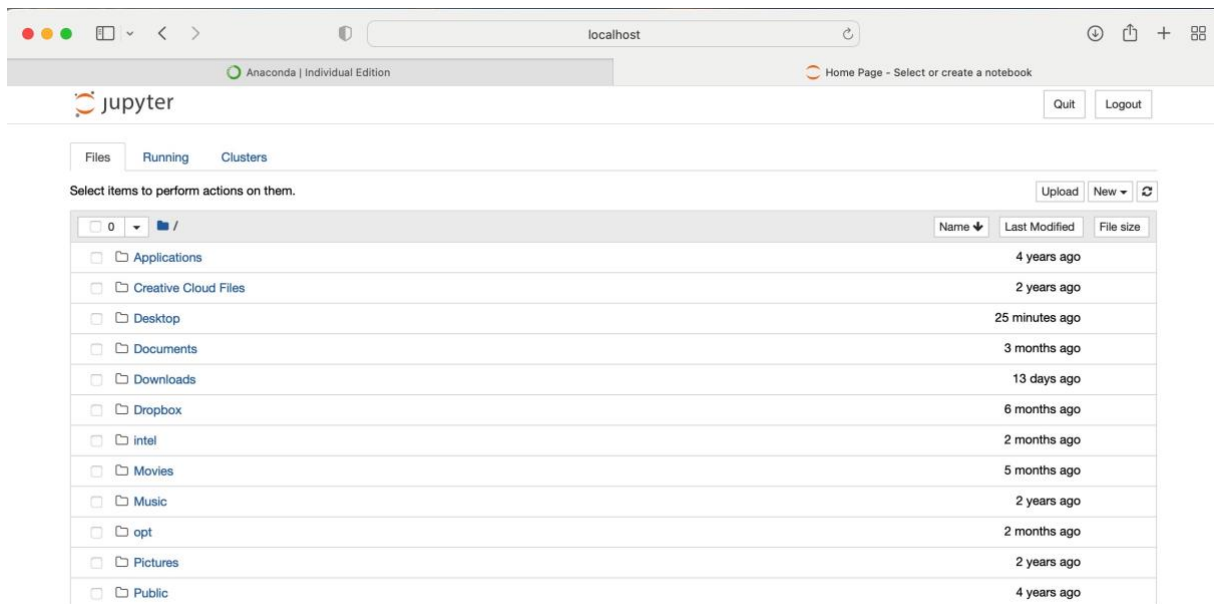 localhost
Anaconda | Individual Edition
Home Page - Select or create a notebook
jupyter
Quit Logout
Files Running Clusters
Select items to perform actions on them.
Upload New
0 / Name Last Modified File size
Applications 4 years ago
Creative Cloud Files 2 years ago
Desktop 25 minutes ago
Documents 3 months ago
Downloads 13 days ago
Dropbox 6 months ago
intel 2 months ago
Movies 5 months ago
Music 2 years ago
opt 2 months ago
Pictures 2 years ago
Public 4 years ago